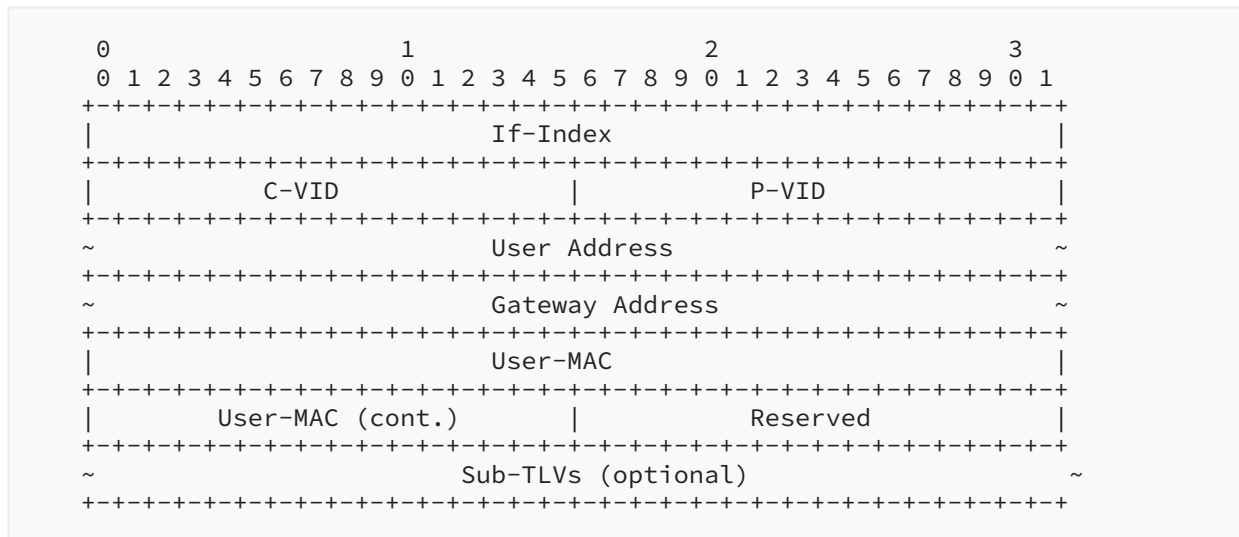 0                   1                   2                   3
 0 1 2 3 4 5 6 7 8 9 0 1 2 3 4 5 6 7 8 9 0 1 2 3 4 5 6 7 8 9 0 1
+-+-+-+-+-+-+-+-+-+-+-+-+-+-+-+-+-+-+-+-+-+-+-+-+-+-+-+-+-+-+-+-+
|                          If-Index                             |
+-+-+-+-+-+-+-+-+-+-+-+-+-+-+-+-+-+-+-+-+-+-+-+-+-+-+-+-+-+-+-+-+
|           C-VID               |           P-VID               |
+-+-+-+-+-+-+-+-+-+-+-+-+-+-+-+-+-+-+-+-+-+-+-+-+-+-+-+-+-+-+-+-+
~                          User Address                         ~
+-+-+-+-+-+-+-+-+-+-+-+-+-+-+-+-+-+-+-+-+-+-+-+-+-+-+-+-+-+-+-+-+
~                          Gateway Address                      ~
+-+-+-+-+-+-+-+-+-+-+-+-+-+-+-+-+-+-+-+-+-+-+-+-+-+-+-+-+-+-+-+-+
|                          User-MAC                             |
+-+-+-+-+-+-+-+-+-+-+-+-+-+-+-+-+-+-+-+-+-+-+-+-+-+-+-+-+-+-+-+-+
|        User-MAC (cont.)       |           Reserved            |
+-+-+-+-+-+-+-+-+-+-+-+-+-+-+-+-+-+-+-+-+-+-+-+-+-+-+-+-+-+-+-+-+
~                        Sub-TLVs (optional)                     ~
+-+-+-+-+-+-+-+-+-+-+-+-+-+-+-+-+-+-+-+-+-+-+-+-+-+-+-+-+-+-+-+-+